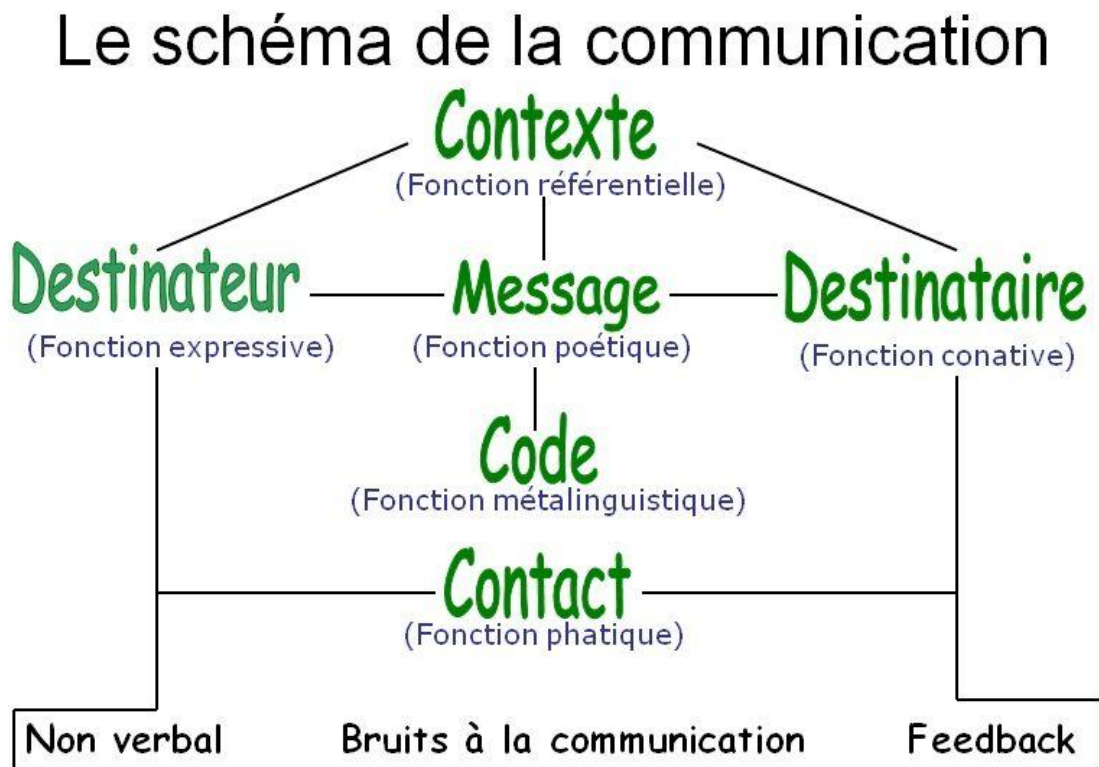 Le schéma de la communication
Contexte
(Fonction référentielle)
Destinateur Message Destinataire
(Fonction expressive) (Fonction poétique) (Fonction conative)
Code
(Fonction métalinguistique)
Contact
(Fonction phatique)
Non verbal Bruits à la communication Feedback